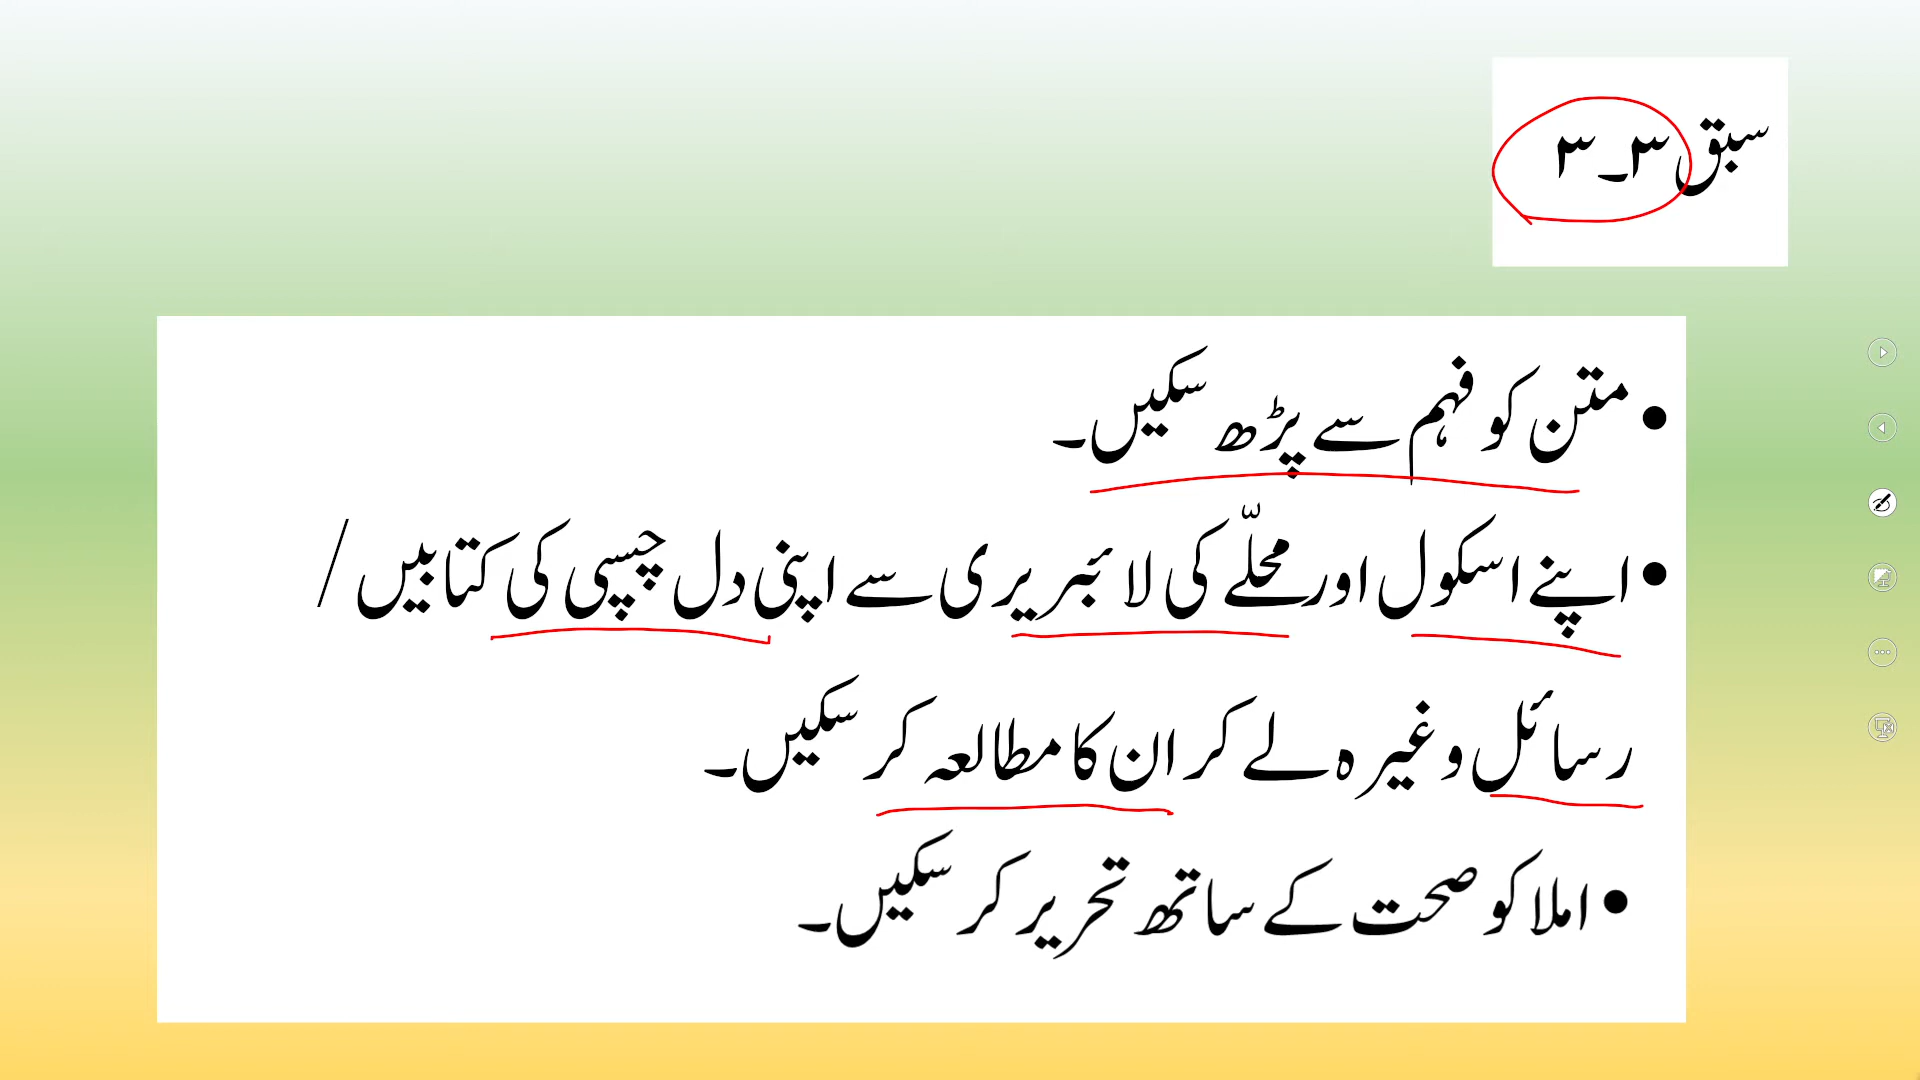 سبق ۳۔۳
• متن کو فہم سے پڑھ سکیں۔
• اپنے اسکول اور محلّے کی لائبریری سے اپنی دل چسپی کی کتابیں /
رسائل وغیرہ لے کر ان کا مطالعہ کر سکیں۔
• املا کو صحت کے ساتھ تحریر کر سکیں۔